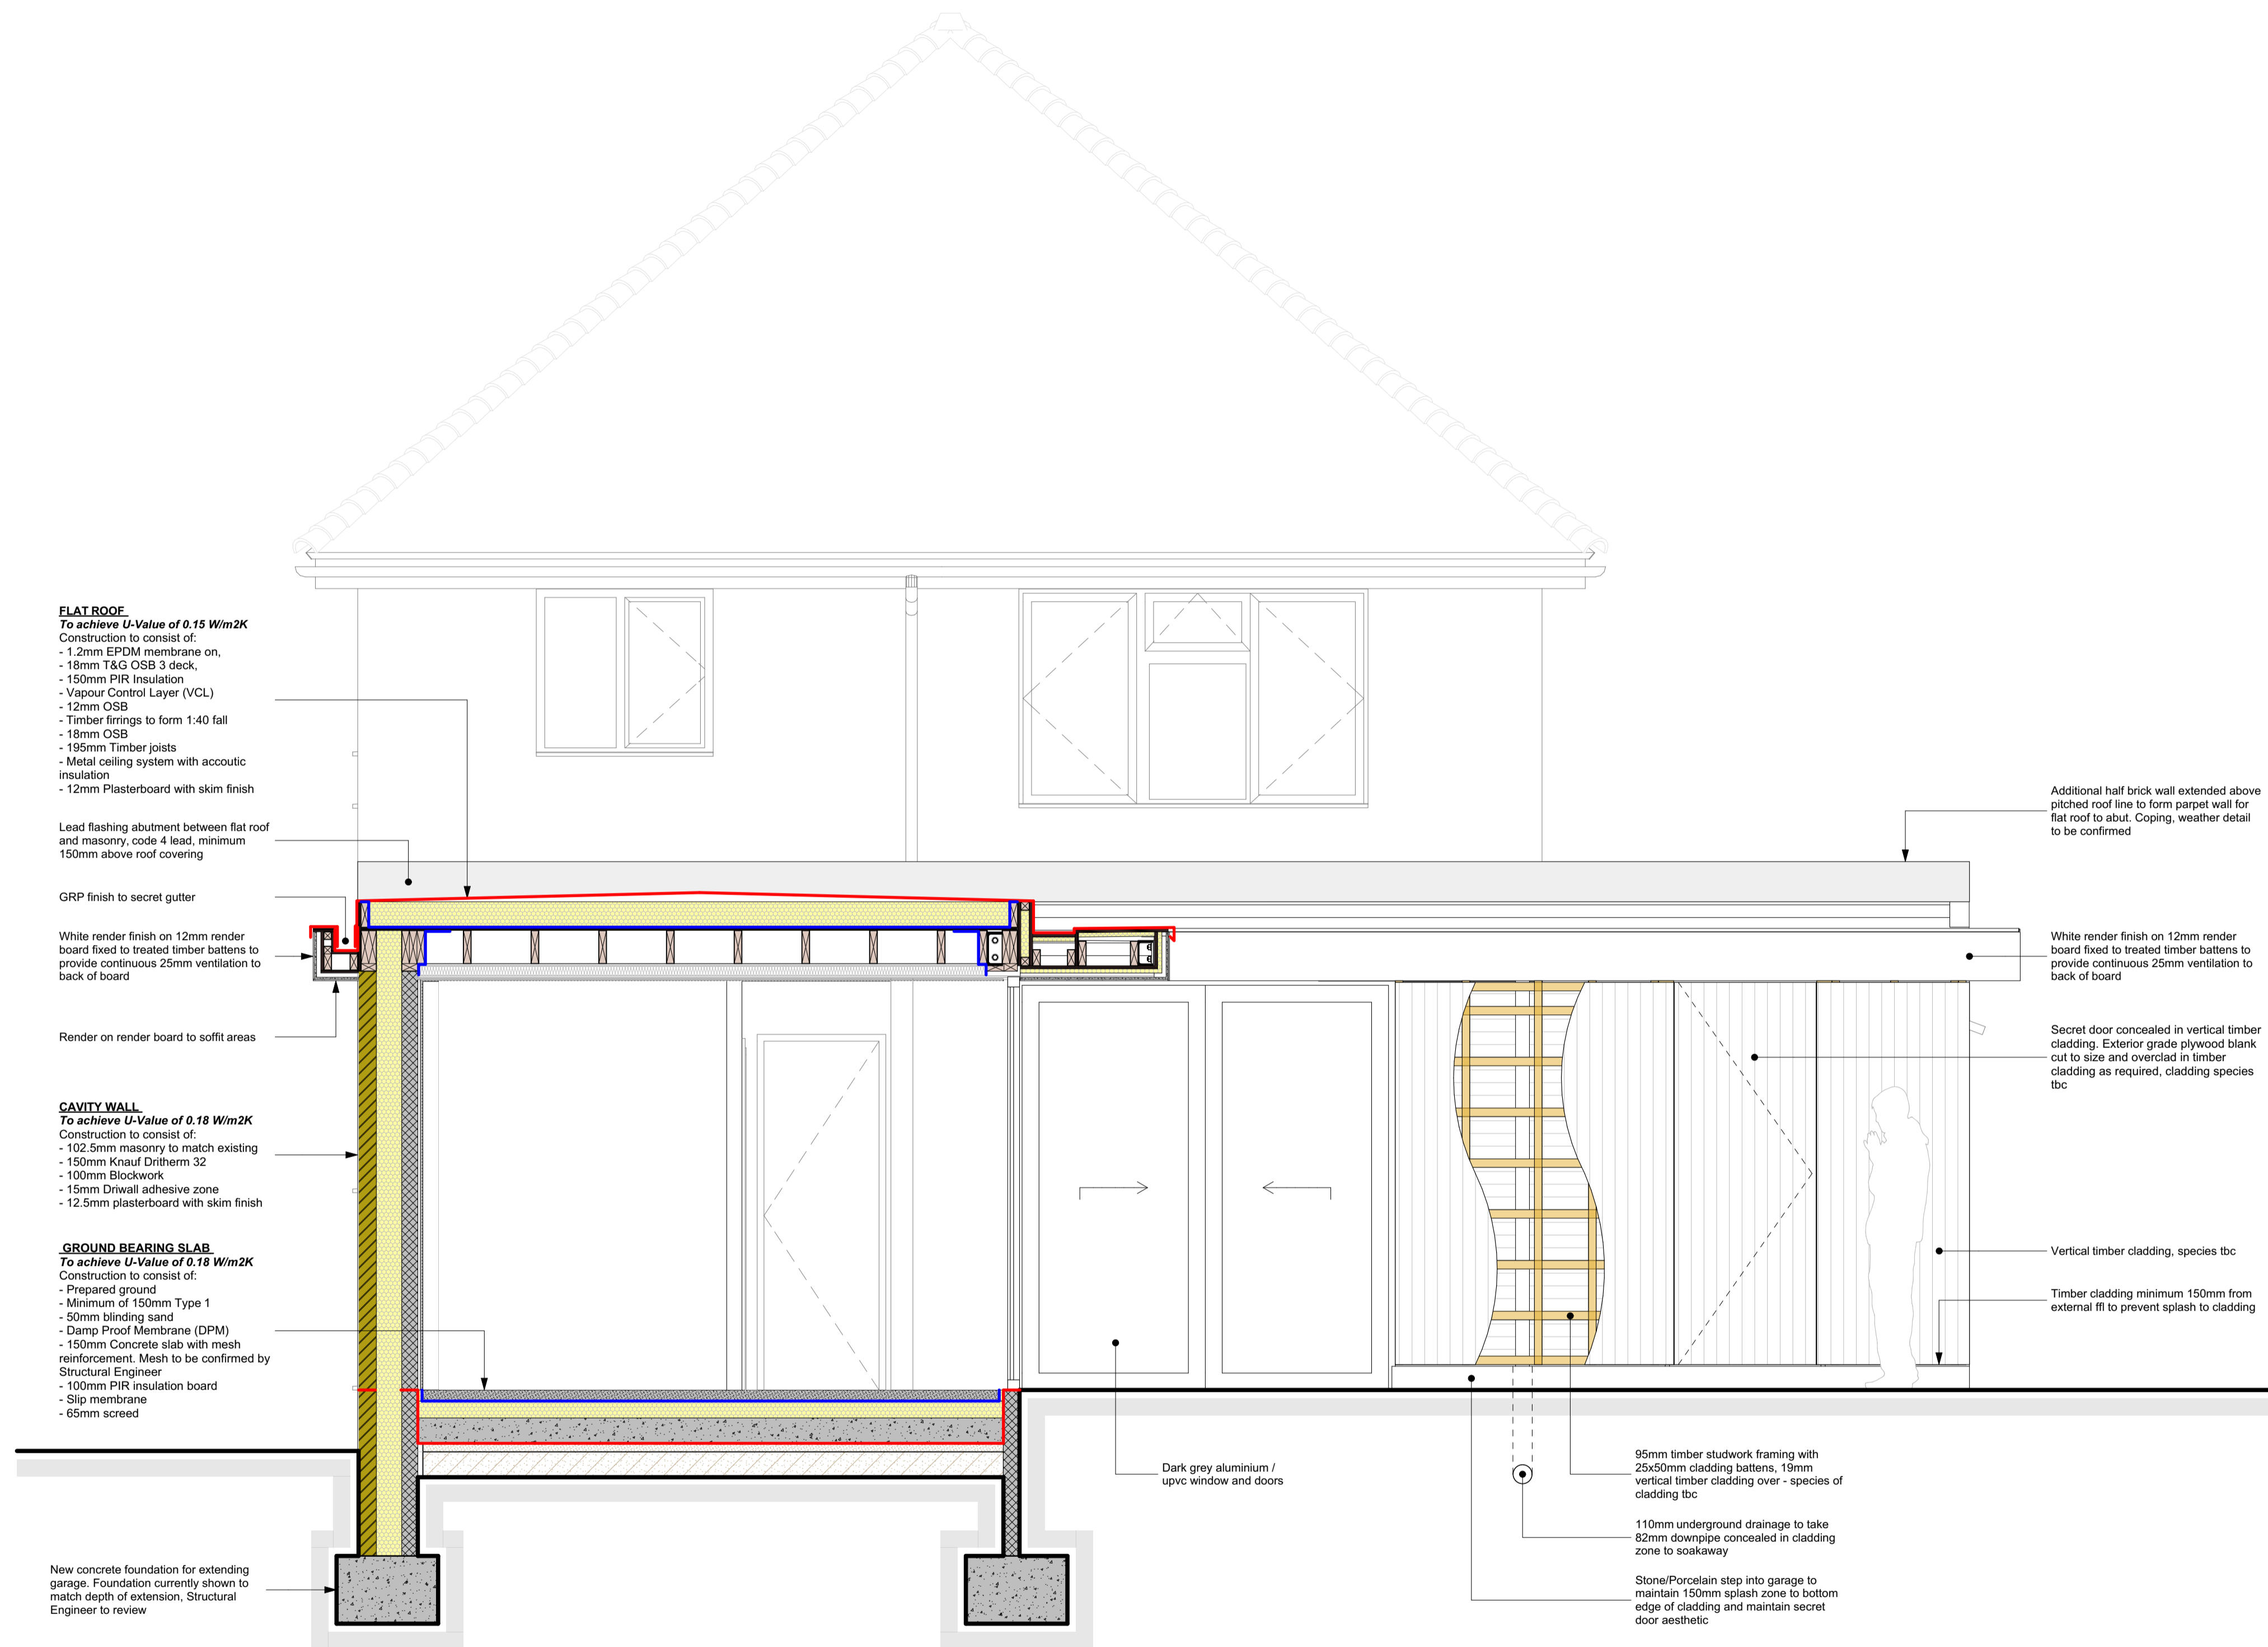 FLAT ROOF
To achieve U-Value of 0.15 W/m2K
Construction to consist of:
- 1.2mm EPDM membrane on,
- 18mm T&G OSB 3 deck,
- 150mm PIR Insulation
- Vapour Control Layer (VCL)
- 12mm OSB
- Timber firrings to form 1:40 fall
- 18mm OSB
- 195mm Timber joists
- Metal ceiling system with accoutic
insulation
- 12mm Plasterboard with skim finish
Lead flashing abutment between flat roof
and masonry, code 4 lead, minimum
150mm above roof covering
GRP finish to secret gutter
White render finish on 12mm render
board fixed to treated timber battens to
provide continuous 25mm ventilation to
back of board
Render on render board to soffit areas
CAVITY WALL
To achieve U-Value of 0.18 W/m2K
Construction to consist of:
- 102.5mm masonry to match existing
- 150mm Knauf Dritherm 32
- 100mm Blockwork
- 15mm Driwall adhesive zone
- 12.5mm plasterboard with skim finish
GROUND BEARING SLAB
To achieve U-Value of 0.18 W/m2K
Construction to consist of:
- Prepared ground
- Minimum of 150mm Type 1
- 50mm blinding sand
- Damp Proof Membrane (DPM)
- 150mm Concrete slab with mesh
reinforcement. Mesh to be confirmed by
Structural Engineer
- 100mm PIR insulation board
- Slip membrane
- 65mm screed
New concrete foundation for extending
garage. Foundation currently shown to
match depth of extension, Structural
Engineer to review
Dark grey aluminium /
upvc window and doors
95mm timber studwork framing with
25x50mm cladding battens, 19mm
vertical timber cladding over - species of
cladding tbc
110mm underground drainage to take
82mm downpipe concealed in cladding
zone to soakaway
Stone/Porcelain step into garage to
maintain 150mm splash zone to bottom
edge of cladding and maintain secret
door aesthetic
Additional half brick wall extended above
pitched roof line to form parpet wall for
flat roof to abut. Coping, weather detail
to be confirmed
White render finish on 12mm render
board fixed to treated timber battens to
provide continuous 25mm ventilation to
back of board
Secret door concealed in vertical timber
cladding. Exterior grade plywood blank
cut to size and overclad in timber
cladding as required, cladding species
tbc
Vertical timber cladding, species tbc
Timber cladding minimum 150mm from
external ffl to prevent splash to cladding